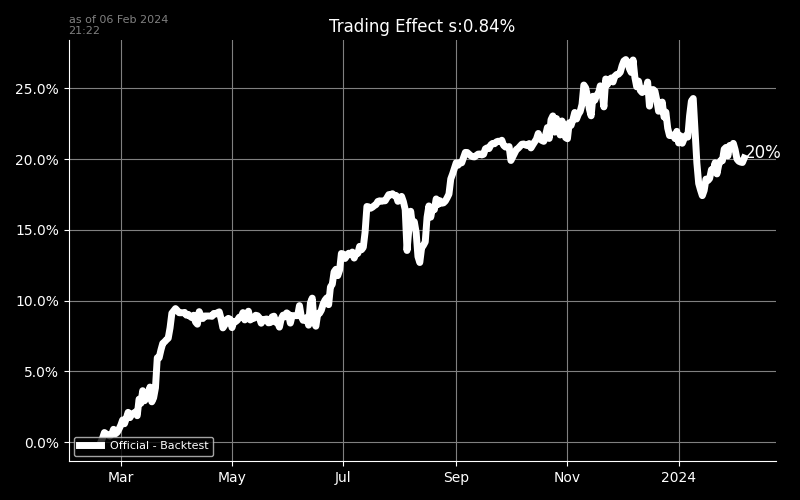 as of 06 Feb 2024
21:22
Trading Effect s:0.84%
25.0%
20.0%
15.0%
10.0%
5.0%
0.0%
20%
Official - Backtest
Mar May Jul Sep Nov 2024